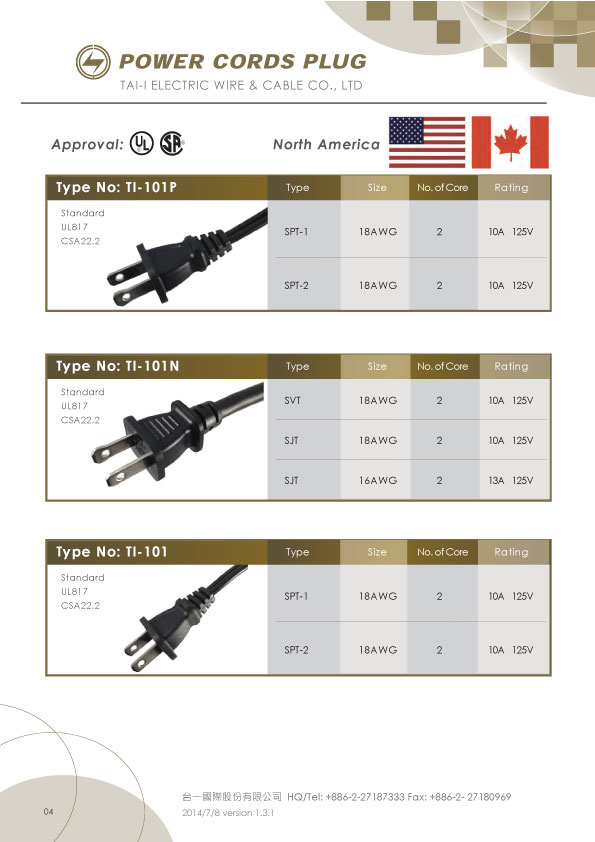 POWER CORDS PLUG
TAI-I ELECTRIC WIRE & CABLE CO., LTD
Approval: UL SA North America
Type No: TI-101P Type Size No. of Core Rating
Standard
UL817
CSA22.2
SPT-1 18AWG 2 10A 125V
SPT-2 18AWG 2 10A 125V
Type No: TI-101N Type Size No. of Core Rating
Standard
UL817
CSA22.2
SVT 18AWG 2 10A 125V
SJT 18AWG 2 10A 125V
SJT 16AWG 2 13A 125V
Type No: TI-101 Type Size No. of Core Rating
Standard
UL817
CSA22.2
SPT-1 18AWG 2 10A 125V
SPT-2 18AWG 2 10A 125V
台一國際股份有限公司 HQ/Tel: +886-2-27187333 Fax: +886-2- 27180969
04 2014/7/8 version 1.3.1